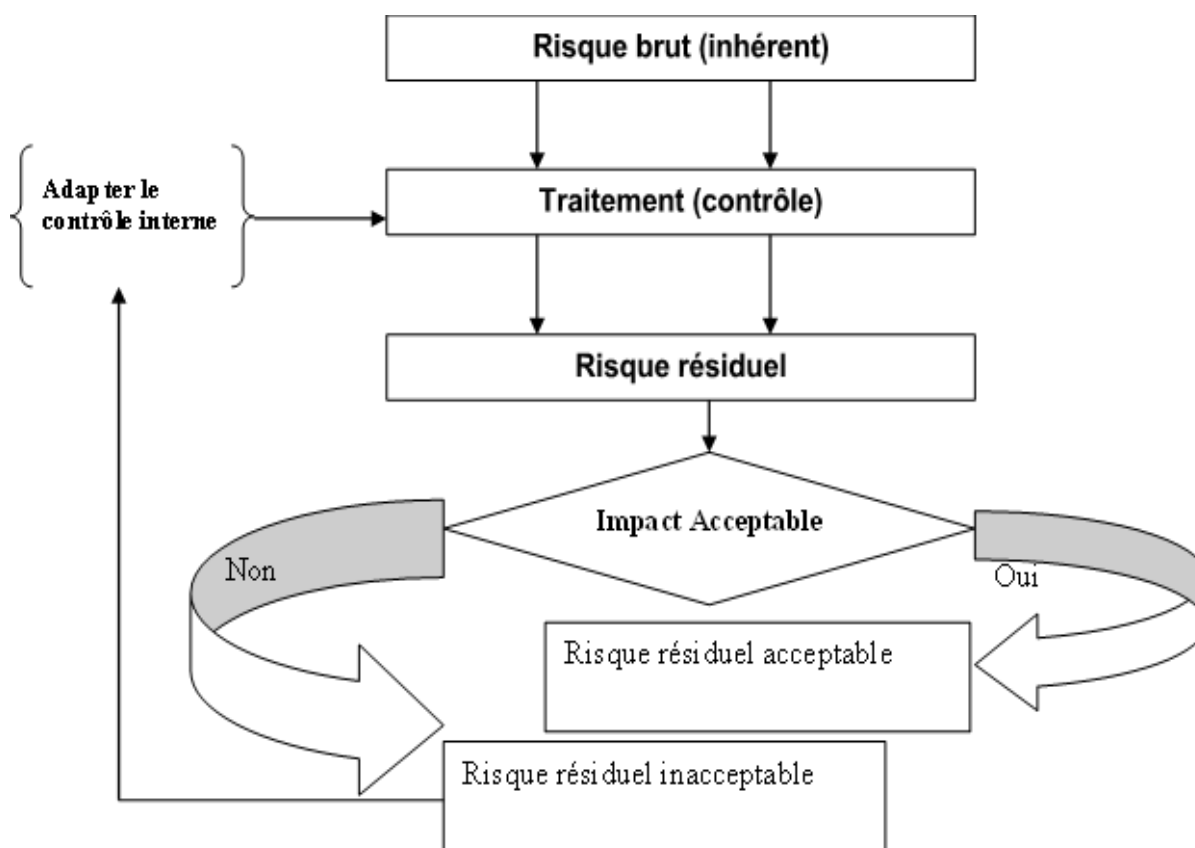 Risque brut (inhérent)
Adapter le
contrôle interne
Traitement (contrôle)
Risque résiduel
Impact Acceptable
Non
Oui
Risque résiduel acceptable
Risque résiduel inacceptable